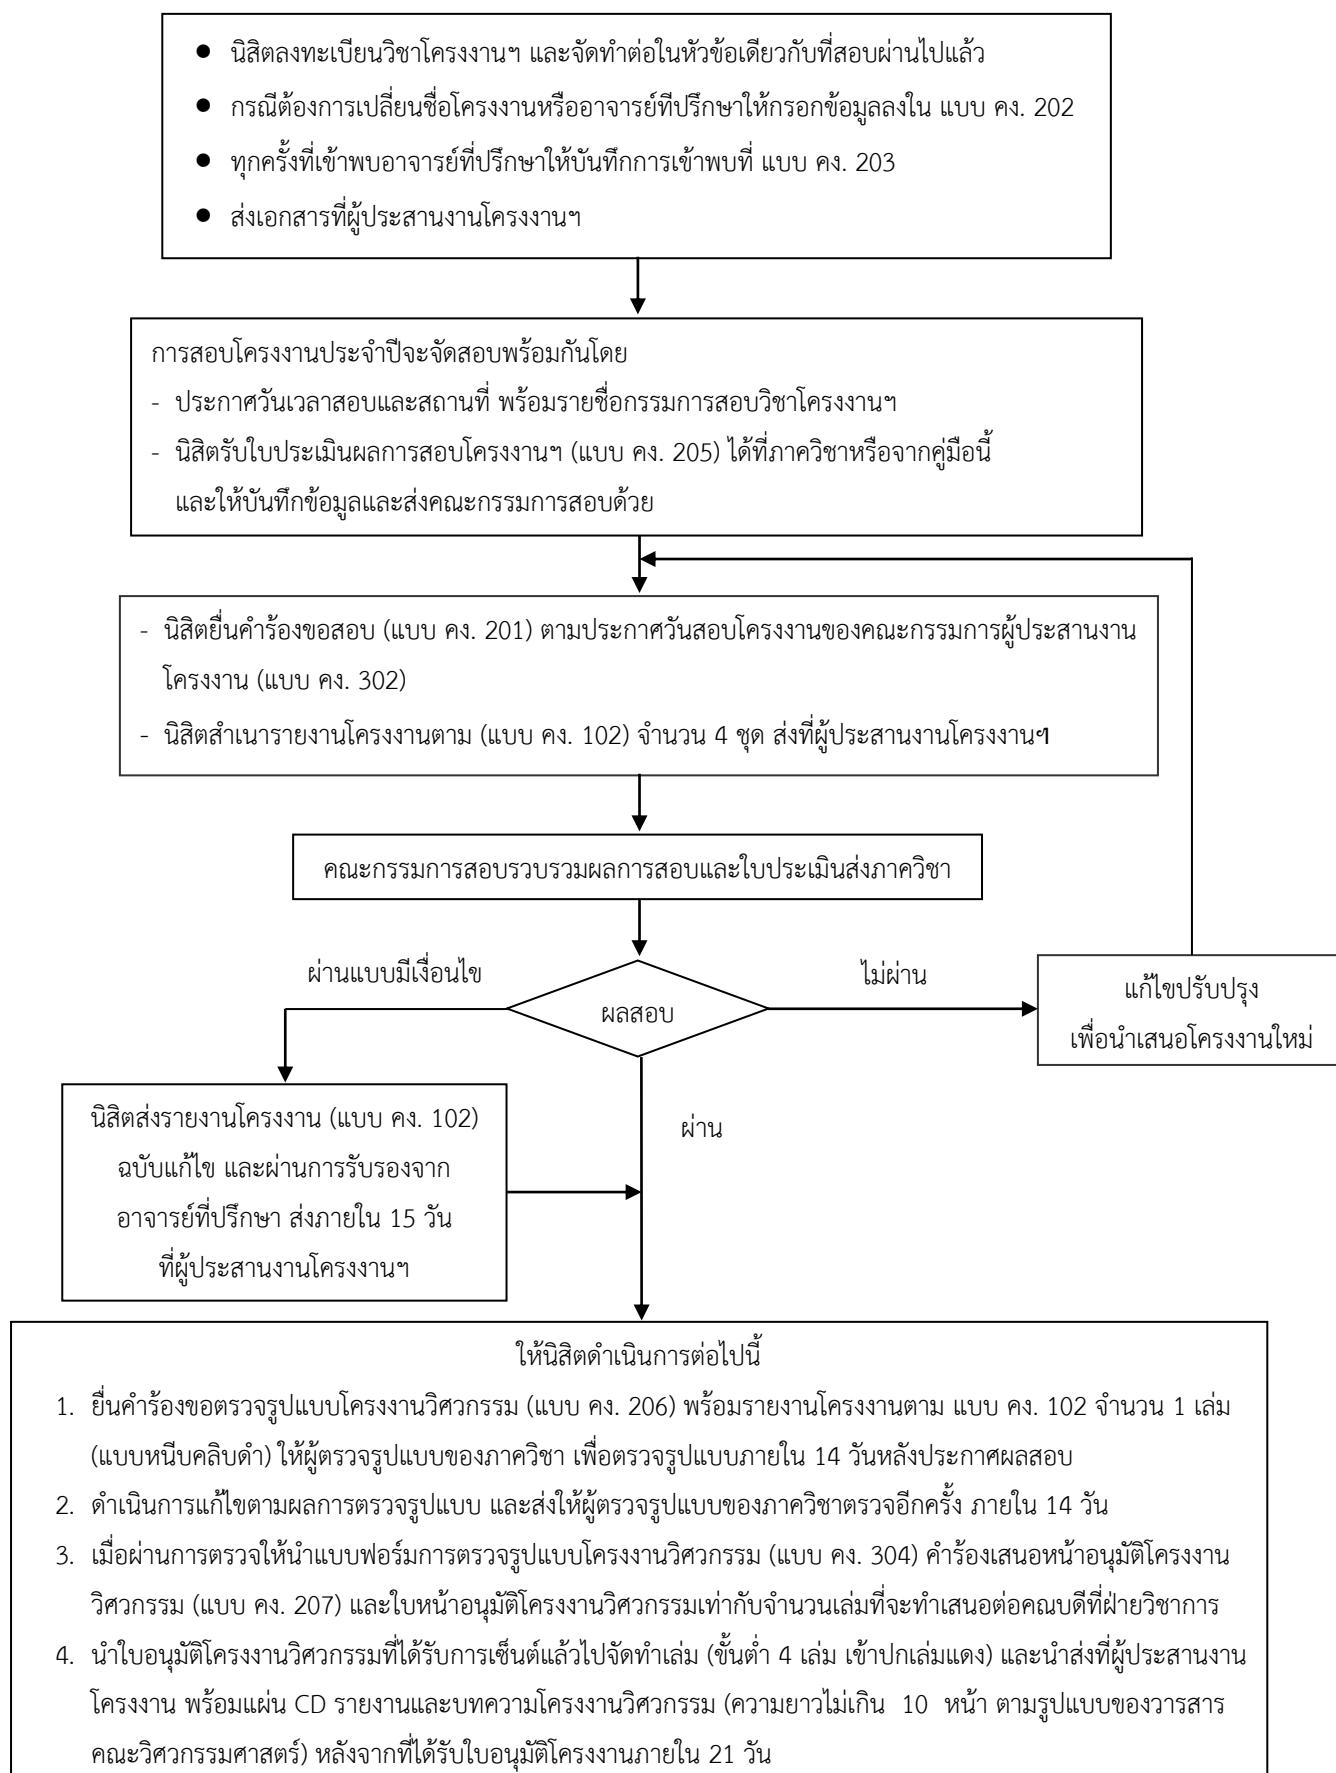 ● นิสิตลงทะเบียนวิชาโครงงานฯ และจัดทำต่อในหัวข้อเดียวกับที่สอบผ่านไปแล้ว
● กรณีต้องการเปลี่ยนชื่อโครงงานหรืออาจารย์ทีปรึกษาให้กรอกข้อมูลลงใน แบบ คง. 202
● ทุกครั้งที่เข้าพบอาจารย์ที่ปรึกษาให้บันทึกการเข้าพบที่ แบบ คง. 203
● ส่งเอกสารที่ผู้ประสานงานโครงงานฯ
การสอบโครงงานประจำปีจะจัดสอบพร้อมกันโดย
- ประกาศวันเวลาสอบและสถานที่ พร้อมรายชื่อกรรมการสอบวิชาโครงงานฯ
- นิสิตรับใบประเมินผลการสอบโครงงานฯ (แบบ คง. 205) ได้ที่ภาควิชาหรือจากคู่มือนี้
และให้บันทึกข้อมูลและส่งคณะกรรมการสอบด้วย
- นิสิตยื่นคำร้องขอสอบ (แบบ คง. 201) ตามประกาศวันสอบโครงงานของคณะกรรมการผู้ประสานงาน
โครงงาน (แบบ คง. 302)
- นิสิตสำเนารายงานโครงงานตาม (แบบ คง. 102) จำนวน 4 ชุด ส่งที่ผู้ประสานงานโครงงานฯ
คณะกรรมการสอบรวบรวมผลการสอบและใบประเมินส่งภาควิชา
ผ่านแบบมีเงื่อนไข
ไม่ผ่าน
ผลสอบ
แก้ไขปรับปรุง
เพื่อนำเสนอโครงงานใหม่
นิสิตส่งรายงานโครงงาน (แบบ คง. 102)
ฉบับแก้ไข และผ่านการรับรองจาก
อาจารย์ที่ปรึกษา ส่งภายใน 15 วัน
ที่ผู้ประสานงานโครงงานฯ
ผ่าน
ให้นิสิตดำเนินการต่อไปนี้
1. ยื่นคำร้องขอตรวจรูปแบบโครงงานวิศวกรรม (แบบ คง. 206) พร้อมรายงานโครงงานตาม แบบ คง. 102 จำนวน 1 เล่ม
(แบบหนีบคลิบดำ) ให้ผู้ตรวจรูปแบบของภาควิชา เพื่อตรวจรูปแบบภายใน 14 วันหลังประกาศผลสอบ
2. ดำเนินการแก้ไขตามผลการตรวจรูปแบบ และส่งให้ผู้ตรวจรูปแบบของภาควิชาตรวจอีกครั้ง ภายใน 14 วัน
3. เมื่อผ่านการตรวจให้นำแบบฟอร์มการตรวจรูปแบบโครงงานวิศวกรรม (แบบ คง. 304) คำร้องเสนอหน้าอนุมัติโครงงาน
วิศวกรรม (แบบ คง. 207) และใบหน้าอนุมัติโครงงานวิศวกรรมเท่ากับจำนวนเล่มที่จะทำเสนอต่อคณบดีที่ฝ่ายวิชาการ
4. นำใบอนุมัติโครงงานวิศวกรรมที่ได้รับการเซ็นต์แล้วไปจัดทำเล่ม (ขั้นต่ำ 4 เล่ม เข้าปกเล่มแดง) และนำส่งที่ผู้ประสานงาน
โครงงาน พร้อมแผ่น CD รายงานและบทความโครงงานวิศวกรรม (ความยาวไม่เกิน 10 หน้า ตามรูปแบบของวารสาร
คณะวิศวกรรมศาสตร์) หลังจากที่ได้รับใบอนุมัติโครงงานภายใน 21 วัน